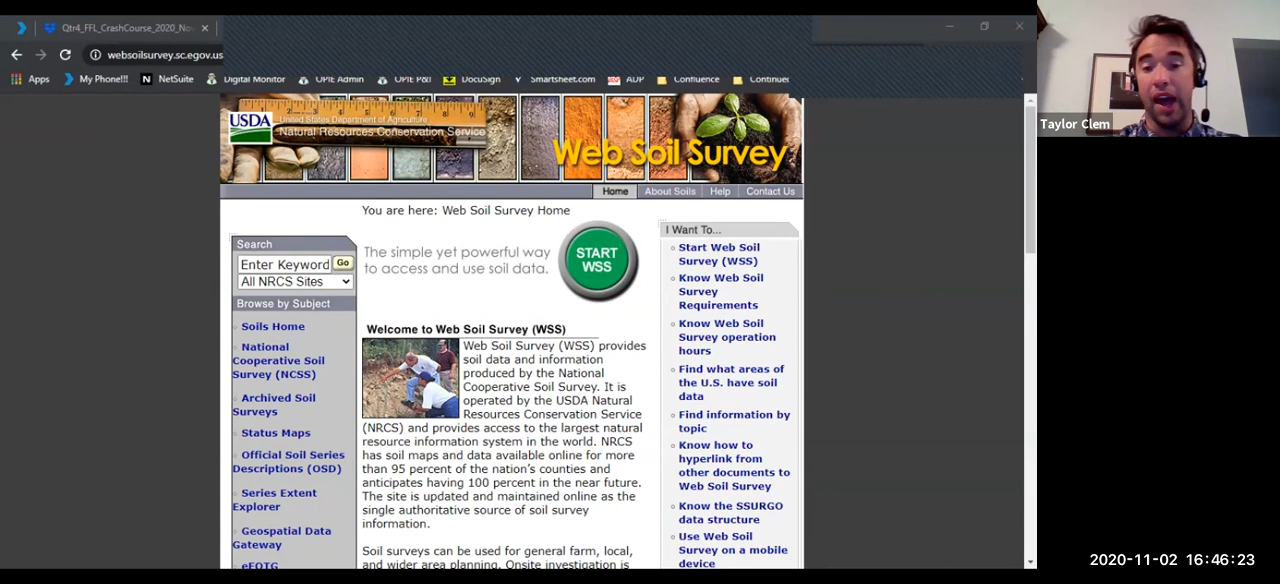 Qtr4_FFL_CrashCourse_2020_Nov
websoilsurvey.sc.egov.us
Apps
My Phone!!!
NetSuite
Digital Monitor
OPIE Admin
OPIE P&I
DocuSign
Smartsheet.com
ADP
Confluence
Taylor Clem
USDA
United States Department of Agriculture
Natural Resources Conservation Service
Web Soil Survey
Home
About Soils
Help
Contact Us
You are here: Web Soil Survey Home
Search
Enter Keyword
Go
All NRCS Sites
Browse by Subject
Soils Home
National
Cooperative Soil
Survey (NCSS)
Archived Soil
Surveys
Status Maps
Official Soil Series
Descriptions (OSD)
Series Extent
Explorer
Geospatial Data
Gateway
eFOTG
The simple yet powerful way
to access and use soil data.
START
WSS
Welcome to Web Soil Survey (WSS)
Web Soil Survey (WSS) provides
soil data and information
produced by the National
Cooperative Soil Survey. It is
operated by the USDA Natural
Resources Conservation Service
(NRCS) and provides access to the largest natural
resource information system in the world. NRCS
has soil maps and data available online for more
than 95 percent of the nation's counties and
anticipates having 100 percent in the near future.
The site is updated and maintained online as the
single authoritative source of soil survey
information.
Soil surveys can be used for general farm, local,
and wider area planning. Onsite investigation is
I Want To...
Start Web Soil
Survey (WSS)
Know Web Soil
Survey
Requirements
Know Web Soil
Survey operation
hours
Find what areas of
the U.S. have soil
data
Find information by
topic
Know how to
hyperlink from
other documents to
Web Soil Survey
Know the SSURGO
data structure
Use Web Soil
Survey on a mobile
device
2020-11-02 16:46:23